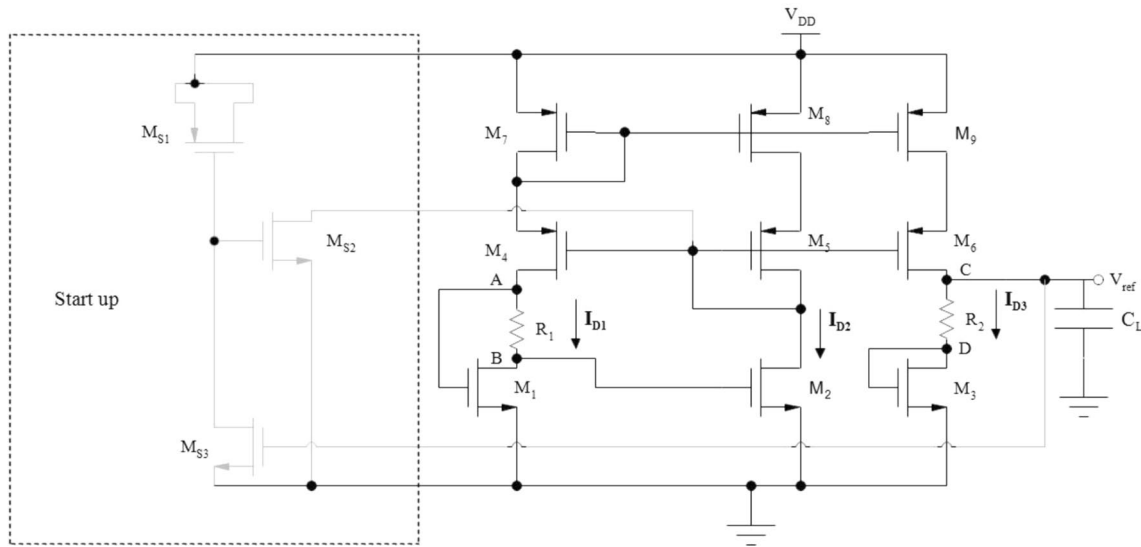 V_DD
M_7
M_8
M_9
M_S1
M_S2
M_4
M_5
M_6
A
C
V_ref
Start up
R_1
I_D1
I_D2
R_2
I_D3
C_L
B
D
M_1
M_2
M_3
M_S3